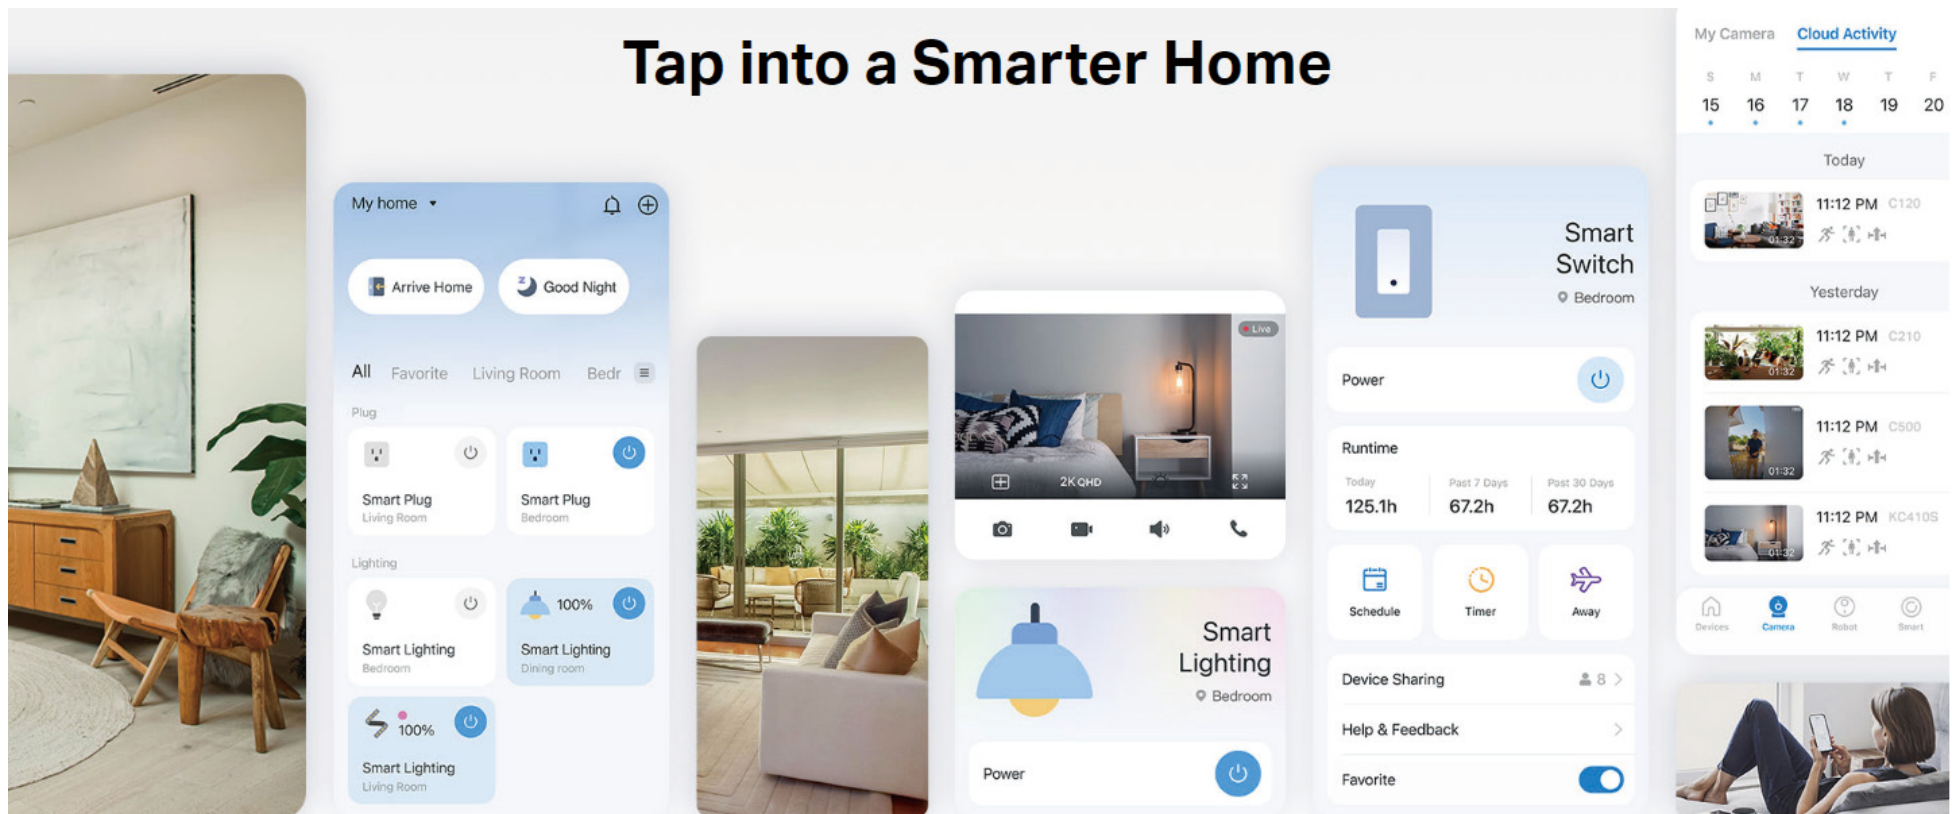 Tap into a Smarter Home
My home
Arrive Home
Good Night
All Favorite Living Room Bedr
Plug
Smart Plug
Living Room
Smart Plug
Bedroom
Lighting
Smart Lighting
Bedroom
100%
Smart Lighting
Dining room
100%
Smart Lighting
Living Room
Live
2K QHD
Smart
Lighting
Bedroom
Power
Smart
Switch
Bedroom
Power
Runtime
Today
125.1h
Past 7 Days
67.2h
Past 30 Days
67.2h
Schedule
Timer
Away
Device Sharing 8
Help & Feedback
Favorite
My Camera Cloud Activity
S M T W T F
15 16 17 18 19 20
Today
11:12 PM C120
01:32
Yesterday
11:12 PM C210
01:32
11:12 PM C500
01:32
11:12 PM KC410S
01:32
Devices Camera Robot Smart